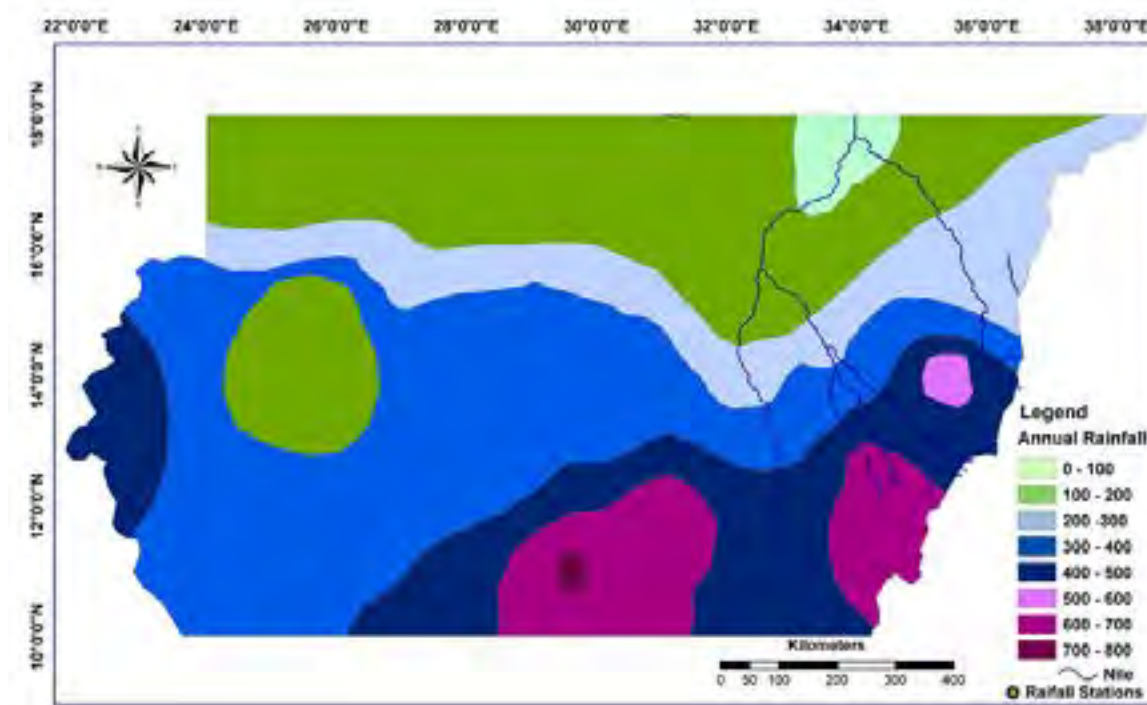 22°0'0"E 24°0'0"E 26°0'0"E 28°0'0"E 30°0'0"E 32°0'0"E 34°0'0"E 36°0'0"E 38°0'0"E
18°0'0"N
16°0'0"N
14°0'0"N
12°0'0"N
10°0'0"N
Legend
Annual Rainfall
0 - 100
100 - 200
200 -300
300 - 400
400 - 500
500 - 600
600 - 700
700 - 800
Nile
Raifall Stations
Kilometers
0 50 100 200 300 400